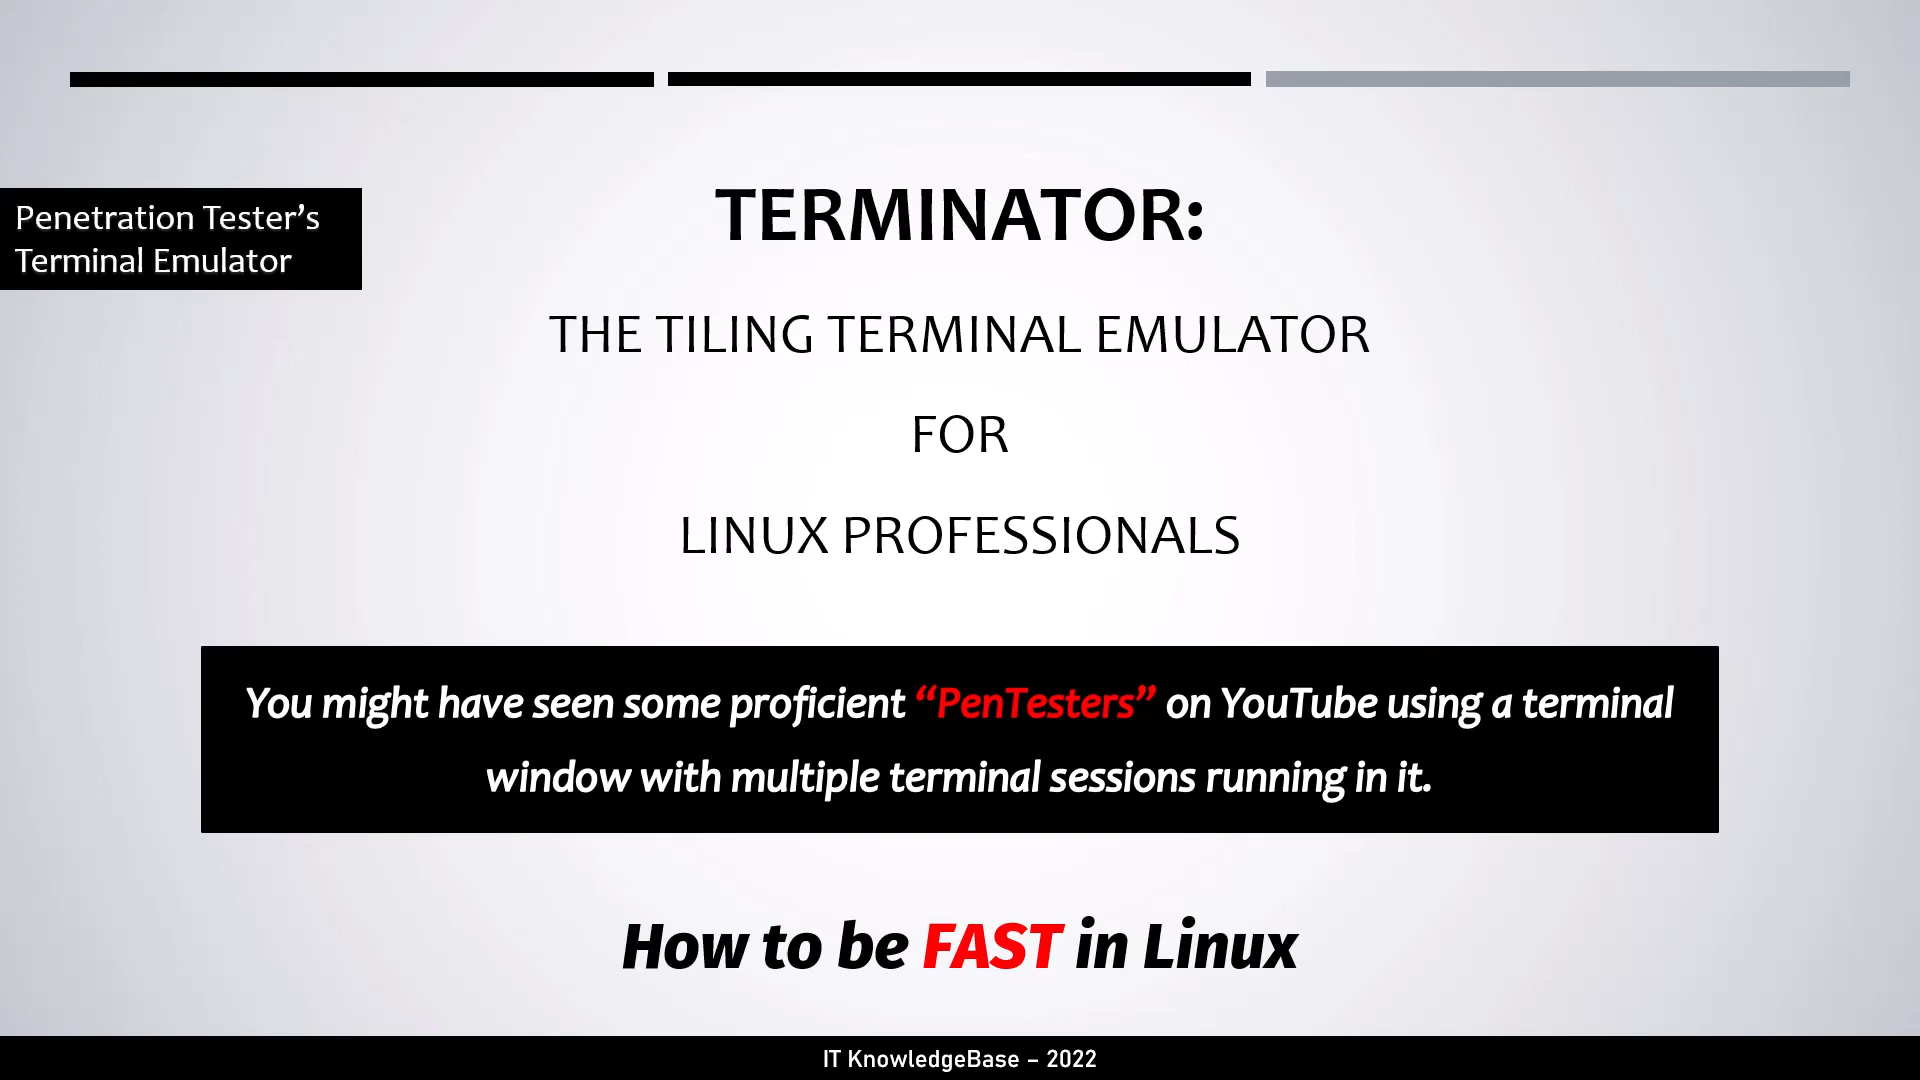 Penetration Tester’s
Terminal Emulator
TERMINATOR:
THE TILING TERMINAL EMULATOR
FOR
LINUX PROFESSIONALS
You might have seen some proficient “PenTesters” on YouTube using a terminal
window with multiple terminal sessions running in it.
How to be FAST in Linux
IT KnowledgeBase – 2022